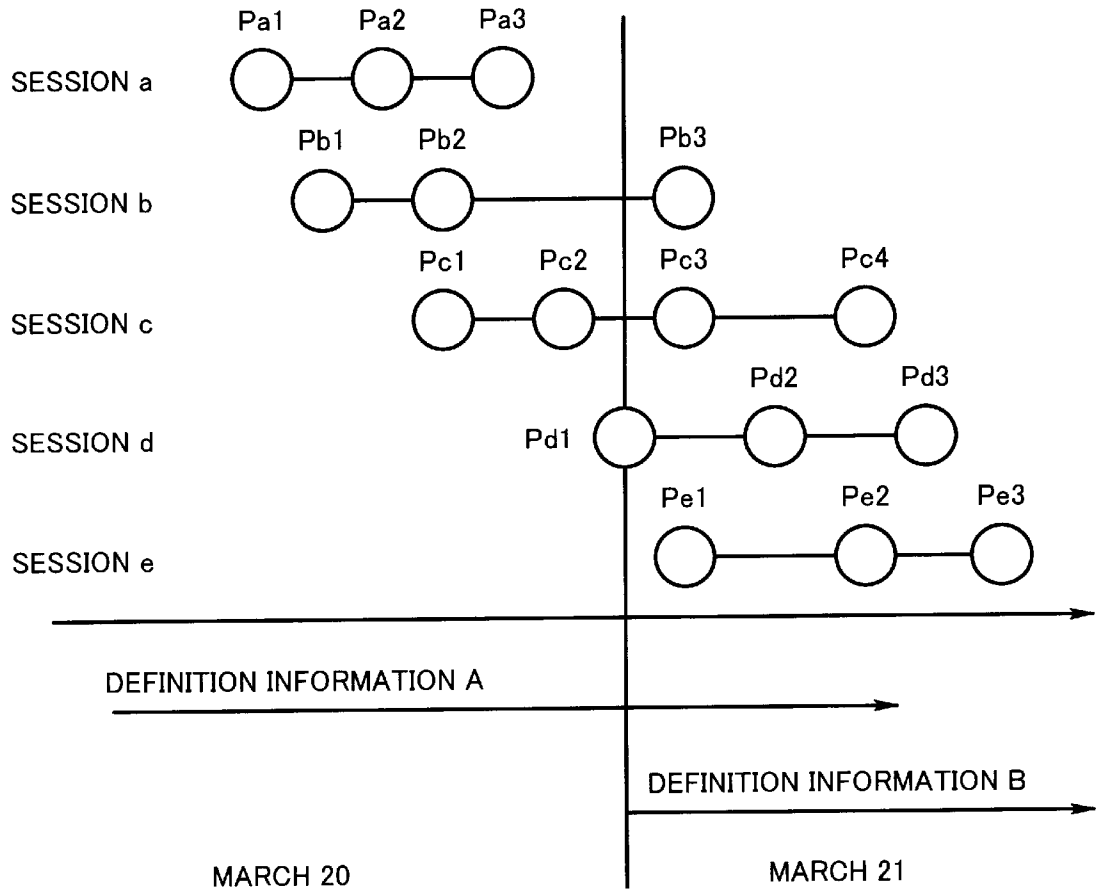 Pa1 Pa2 Pa3
SESSION a
Pb1 Pb2 Pb3
SESSION b
Pc1 Pc2 Pc3 Pc4
SESSION c
Pd2 Pd3
SESSION d Pd1
Pe1 Pe2 Pe3
SESSION e
DEFINITION INFORMATION A
DEFINITION INFORMATION B
MARCH 20 MARCH 21